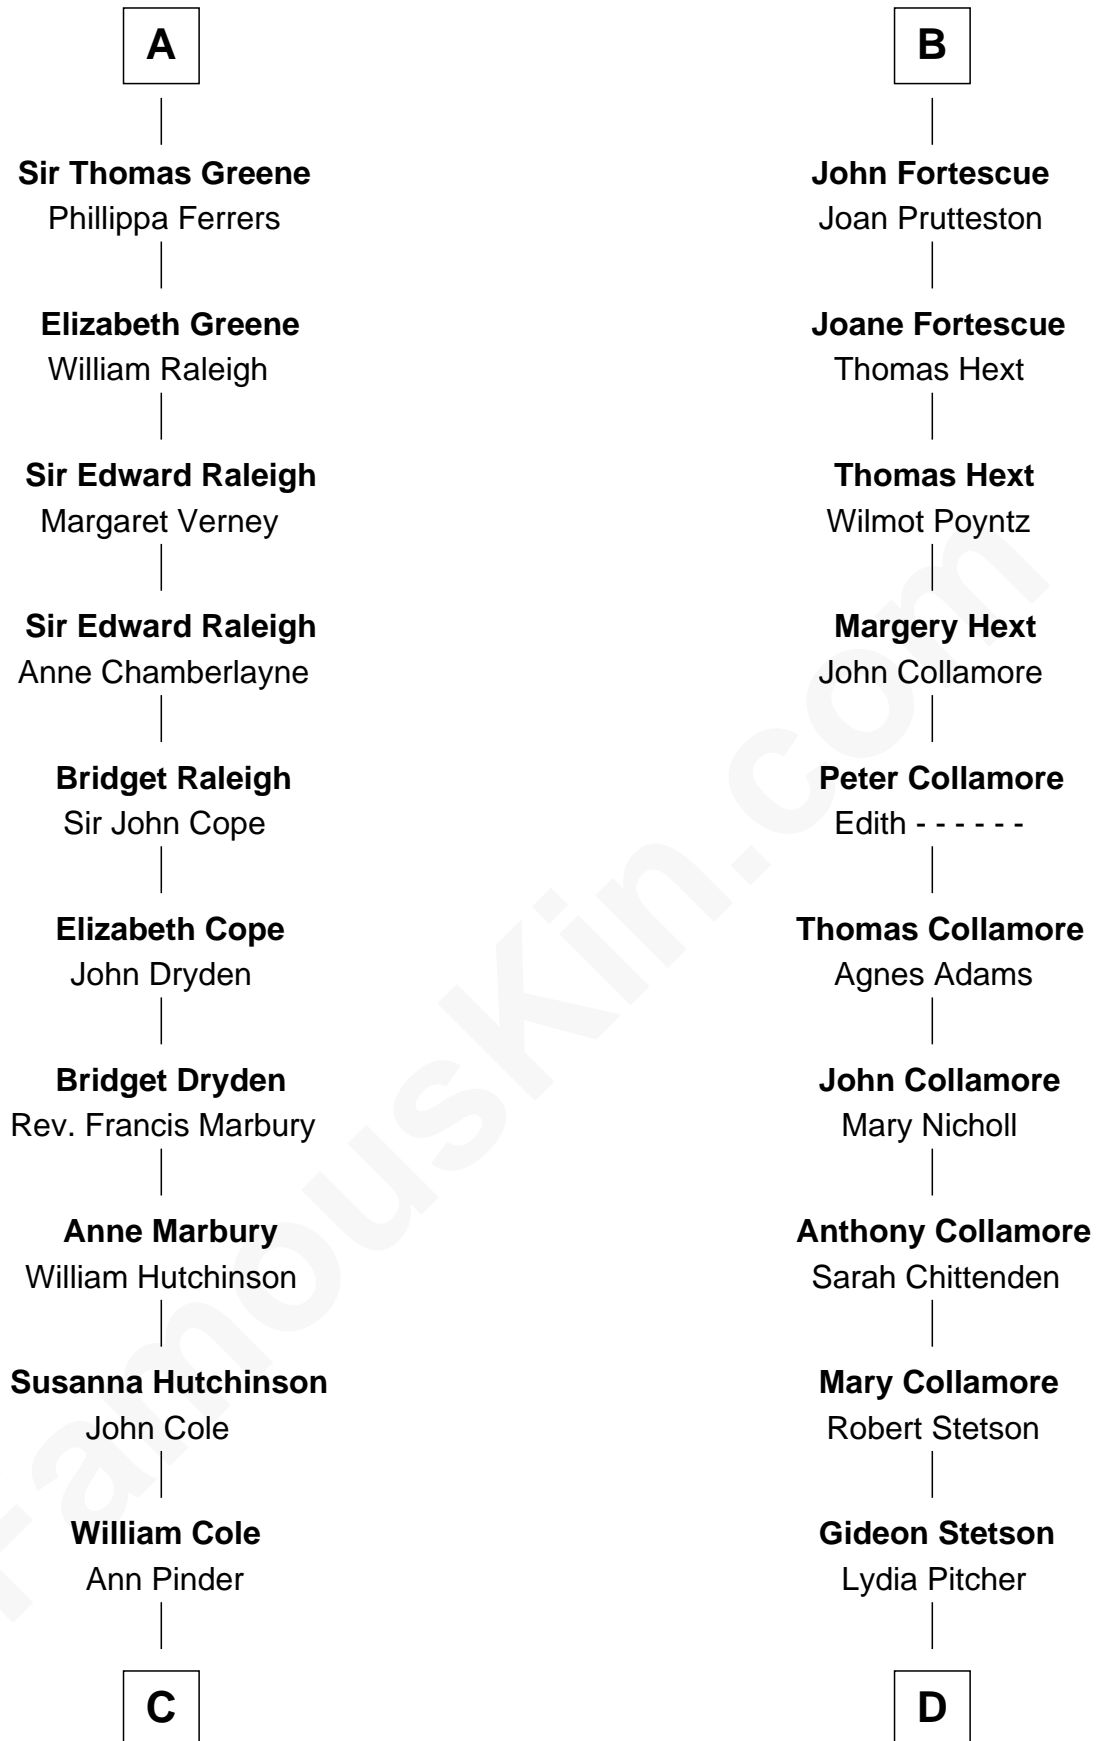 A
Sir Thomas Greene
Phillippa Ferrers
Elizabeth Greene
William Raleigh
Sir Edward Raleigh
Margaret Verney
Sir Edward Raleigh
Anne Chamberlayne
Bridget Raleigh
Sir John Cope
Elizabeth Cope
John Dryden
Bridget Dryden
Rev. Francis Marbury
Anne Marbury
William Hutchinson
Susanna Hutchinson
John Cole
William Cole
Ann Pinder
C
B
John Fortescue
Joan Prutteston
Joane Fortescue
Thomas Hext
Thomas Hext
Wilmot Poyntz
Margery Hext
John Collamore
Peter Collamore
Edith - - - - - -
Thomas Collamore
Agnes Adams
John Collamore
Mary Nicholl
Anthony Collamore
Sarah Chittenden
Mary Collamore
Robert Stetson
Gideon Stetson
Lydia Pitcher
D
FamousKin.com